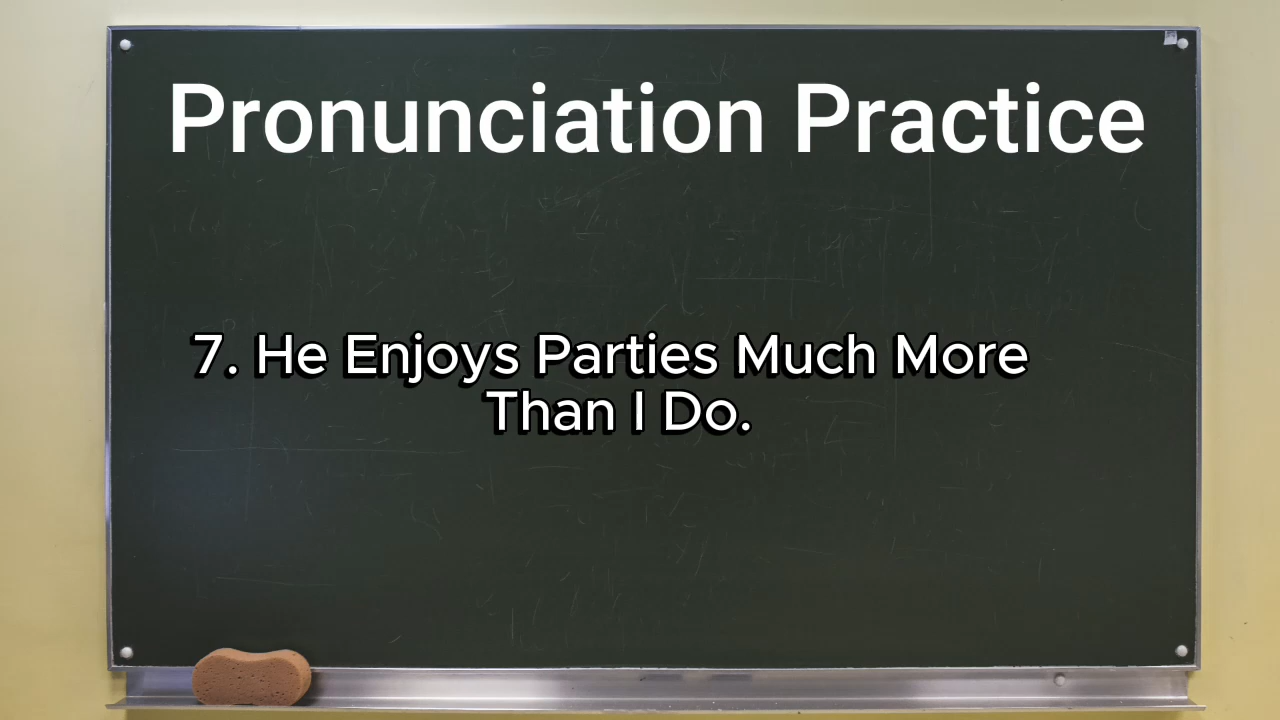 Pronunciation Practice
7. He Enjoys Parties Much More
Than I Do.